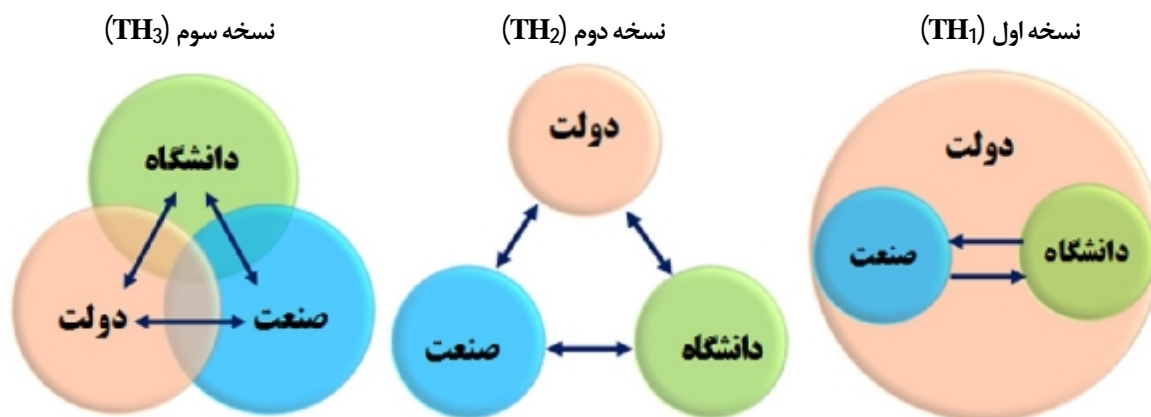 نسخه اول (TH₁)
دولت
دانشگاه
صنعت
نسخه دوم (TH₂)
دولت
دانشگاه
صنعت
نسخه سوم (TH₃)
دانشگاه
صنعت
دولت